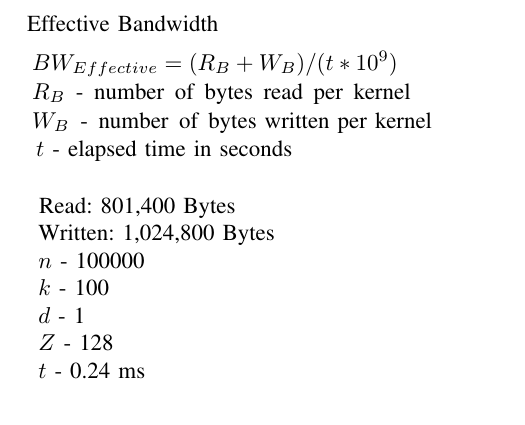 Effective Bandwidth
BW_{Effective} = (R_B + W_B)/(t * 10^9)
R_B - number of bytes read per kernel
W_B - number of bytes written per kernel
t - elapsed time in seconds
Read: 801,400 Bytes
Written: 1,024,800 Bytes
n - 100000
k - 100
d - 1
Z - 128
t - 0.24 ms